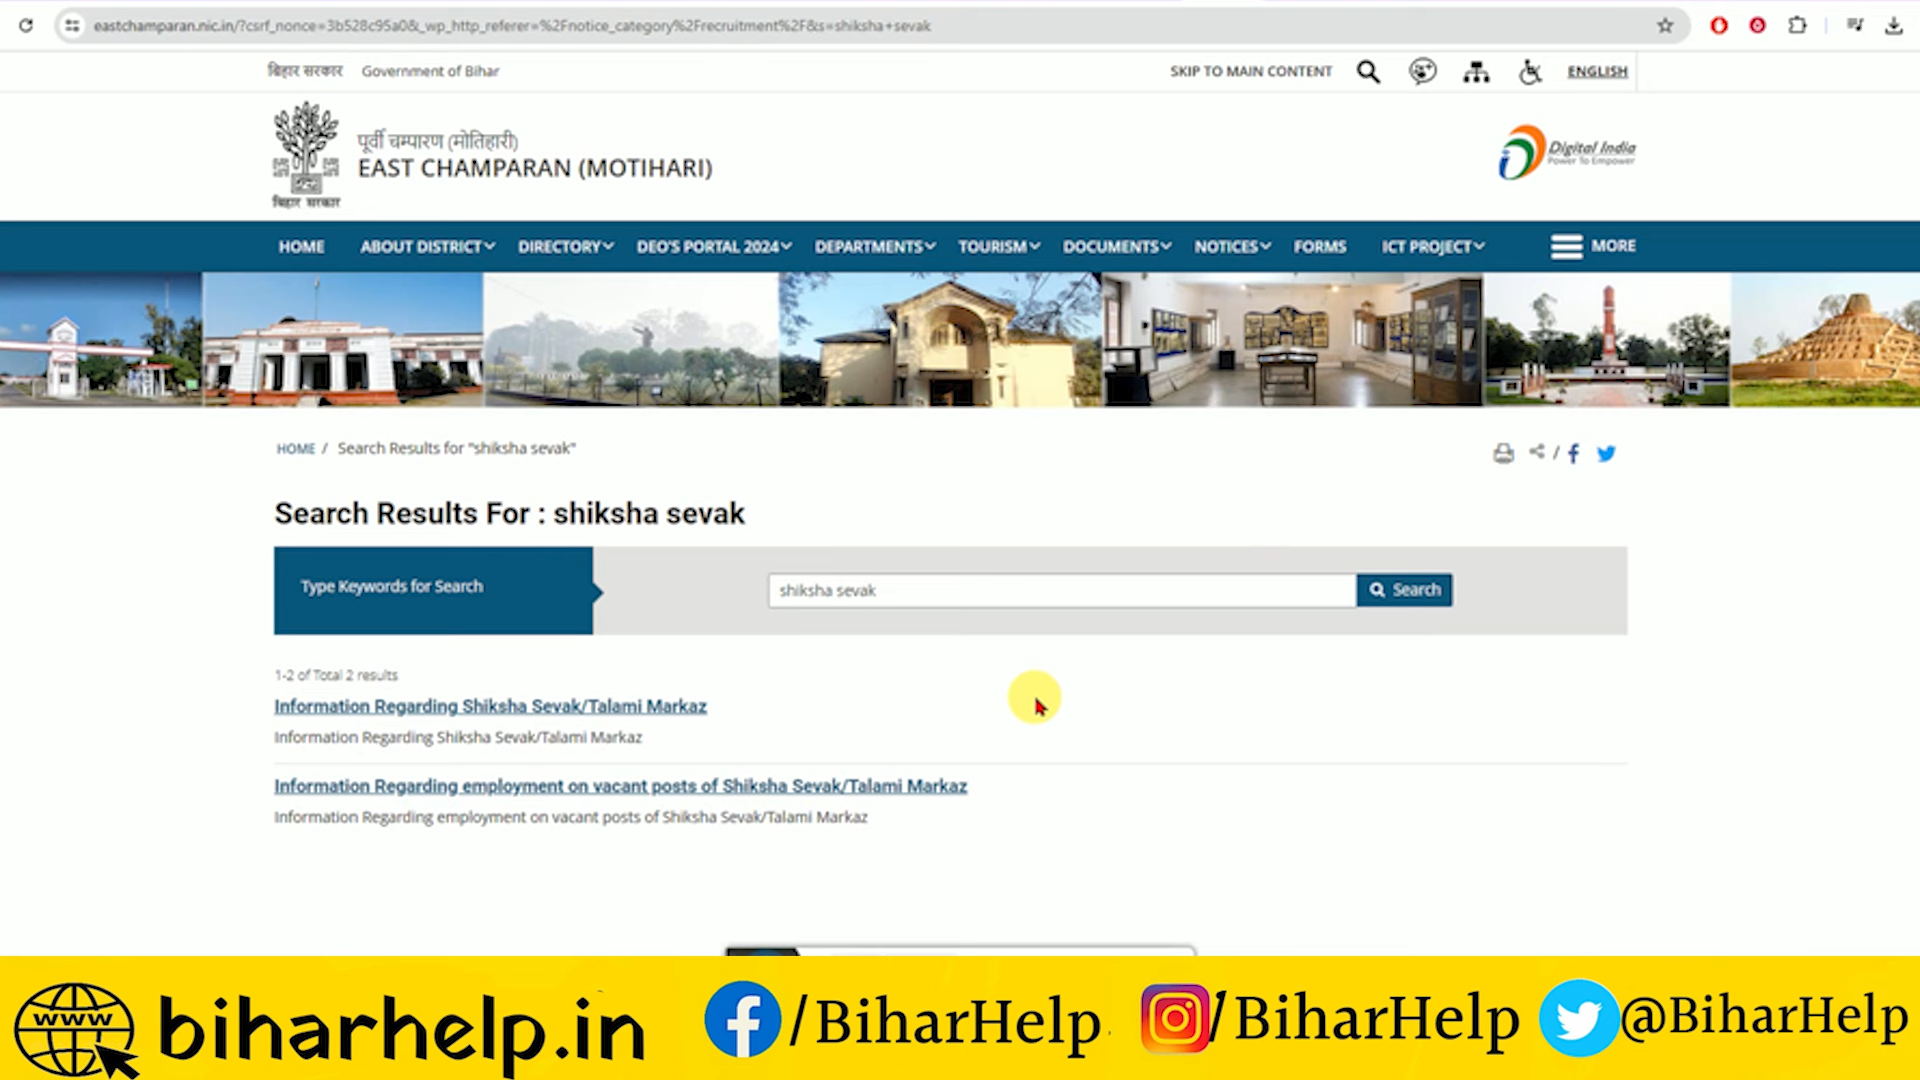 eastchamparan.nic.in/?csrf_nonce=3b528c95a0&_wp_http_referer=%2Fnotice_category%2Frecruitment%2F&s=shiksha+sevak
बिहार सरकार Government of Bihar
SKIP TO MAIN CONTENT ENGLISH
पूर्वी चम्पारण (मोतिहारी)
EAST CHAMPARAN (MOTIHARI)
बिहार सरकार
Digital India
Power To Empower
HOME ABOUT DISTRICT DIRECTORY DEO'S PORTAL 2024 DEPARTMENTS TOURISM DOCUMENTS NOTICES FORMS ICT PROJECT MORE
HOME / Search Results for "shiksha sevak"
Search Results For : shiksha sevak
Type Keywords for Search
shiksha sevak
Search
1-2 of Total 2 results
Information Regarding Shiksha Sevak/Talami Markaz
Information Regarding Shiksha Sevak/Talami Markaz
Information Regarding employment on vacant posts of Shiksha Sevak/Talami Markaz
Information Regarding employment on vacant posts of Shiksha Sevak/Talami Markaz
www biharhelp.in /BiharHelp /BiharHelp @BiharHelp